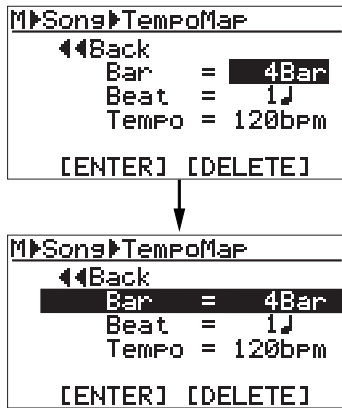 M▶Song▶TempoMap
◀◀Back
Bar = 4Bar
Beat = 1♩
Tempo = 120bpm
[ENTER] [DELETE]
M▶Song▶TempoMap
◀◀Back
Bar = 4Bar
Beat = 1♩
Tempo = 120bpm
[ENTER] [DELETE]